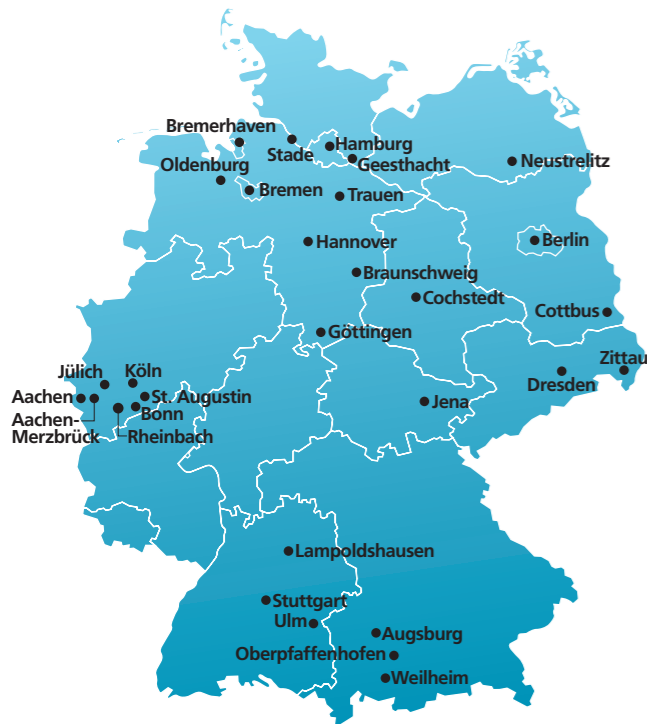 Bremerhaven
Stade
Hamburg
Geesthacht
Neustrelitz
Oldenburg
Bremen
Trauen
Hannover
Berlin
Braunschweig
Cochstedt
Cottbus
Göttingen
Zittau
Dresden
Jülich
Köln
Aachen
St. Augustin
Bonn
Jena
Aachen-
Merzbrück
Rheinbach
Lampoldshausen
Stuttgart
Ulm
Augsburg
Oberpfaffenhofen
Weilheim